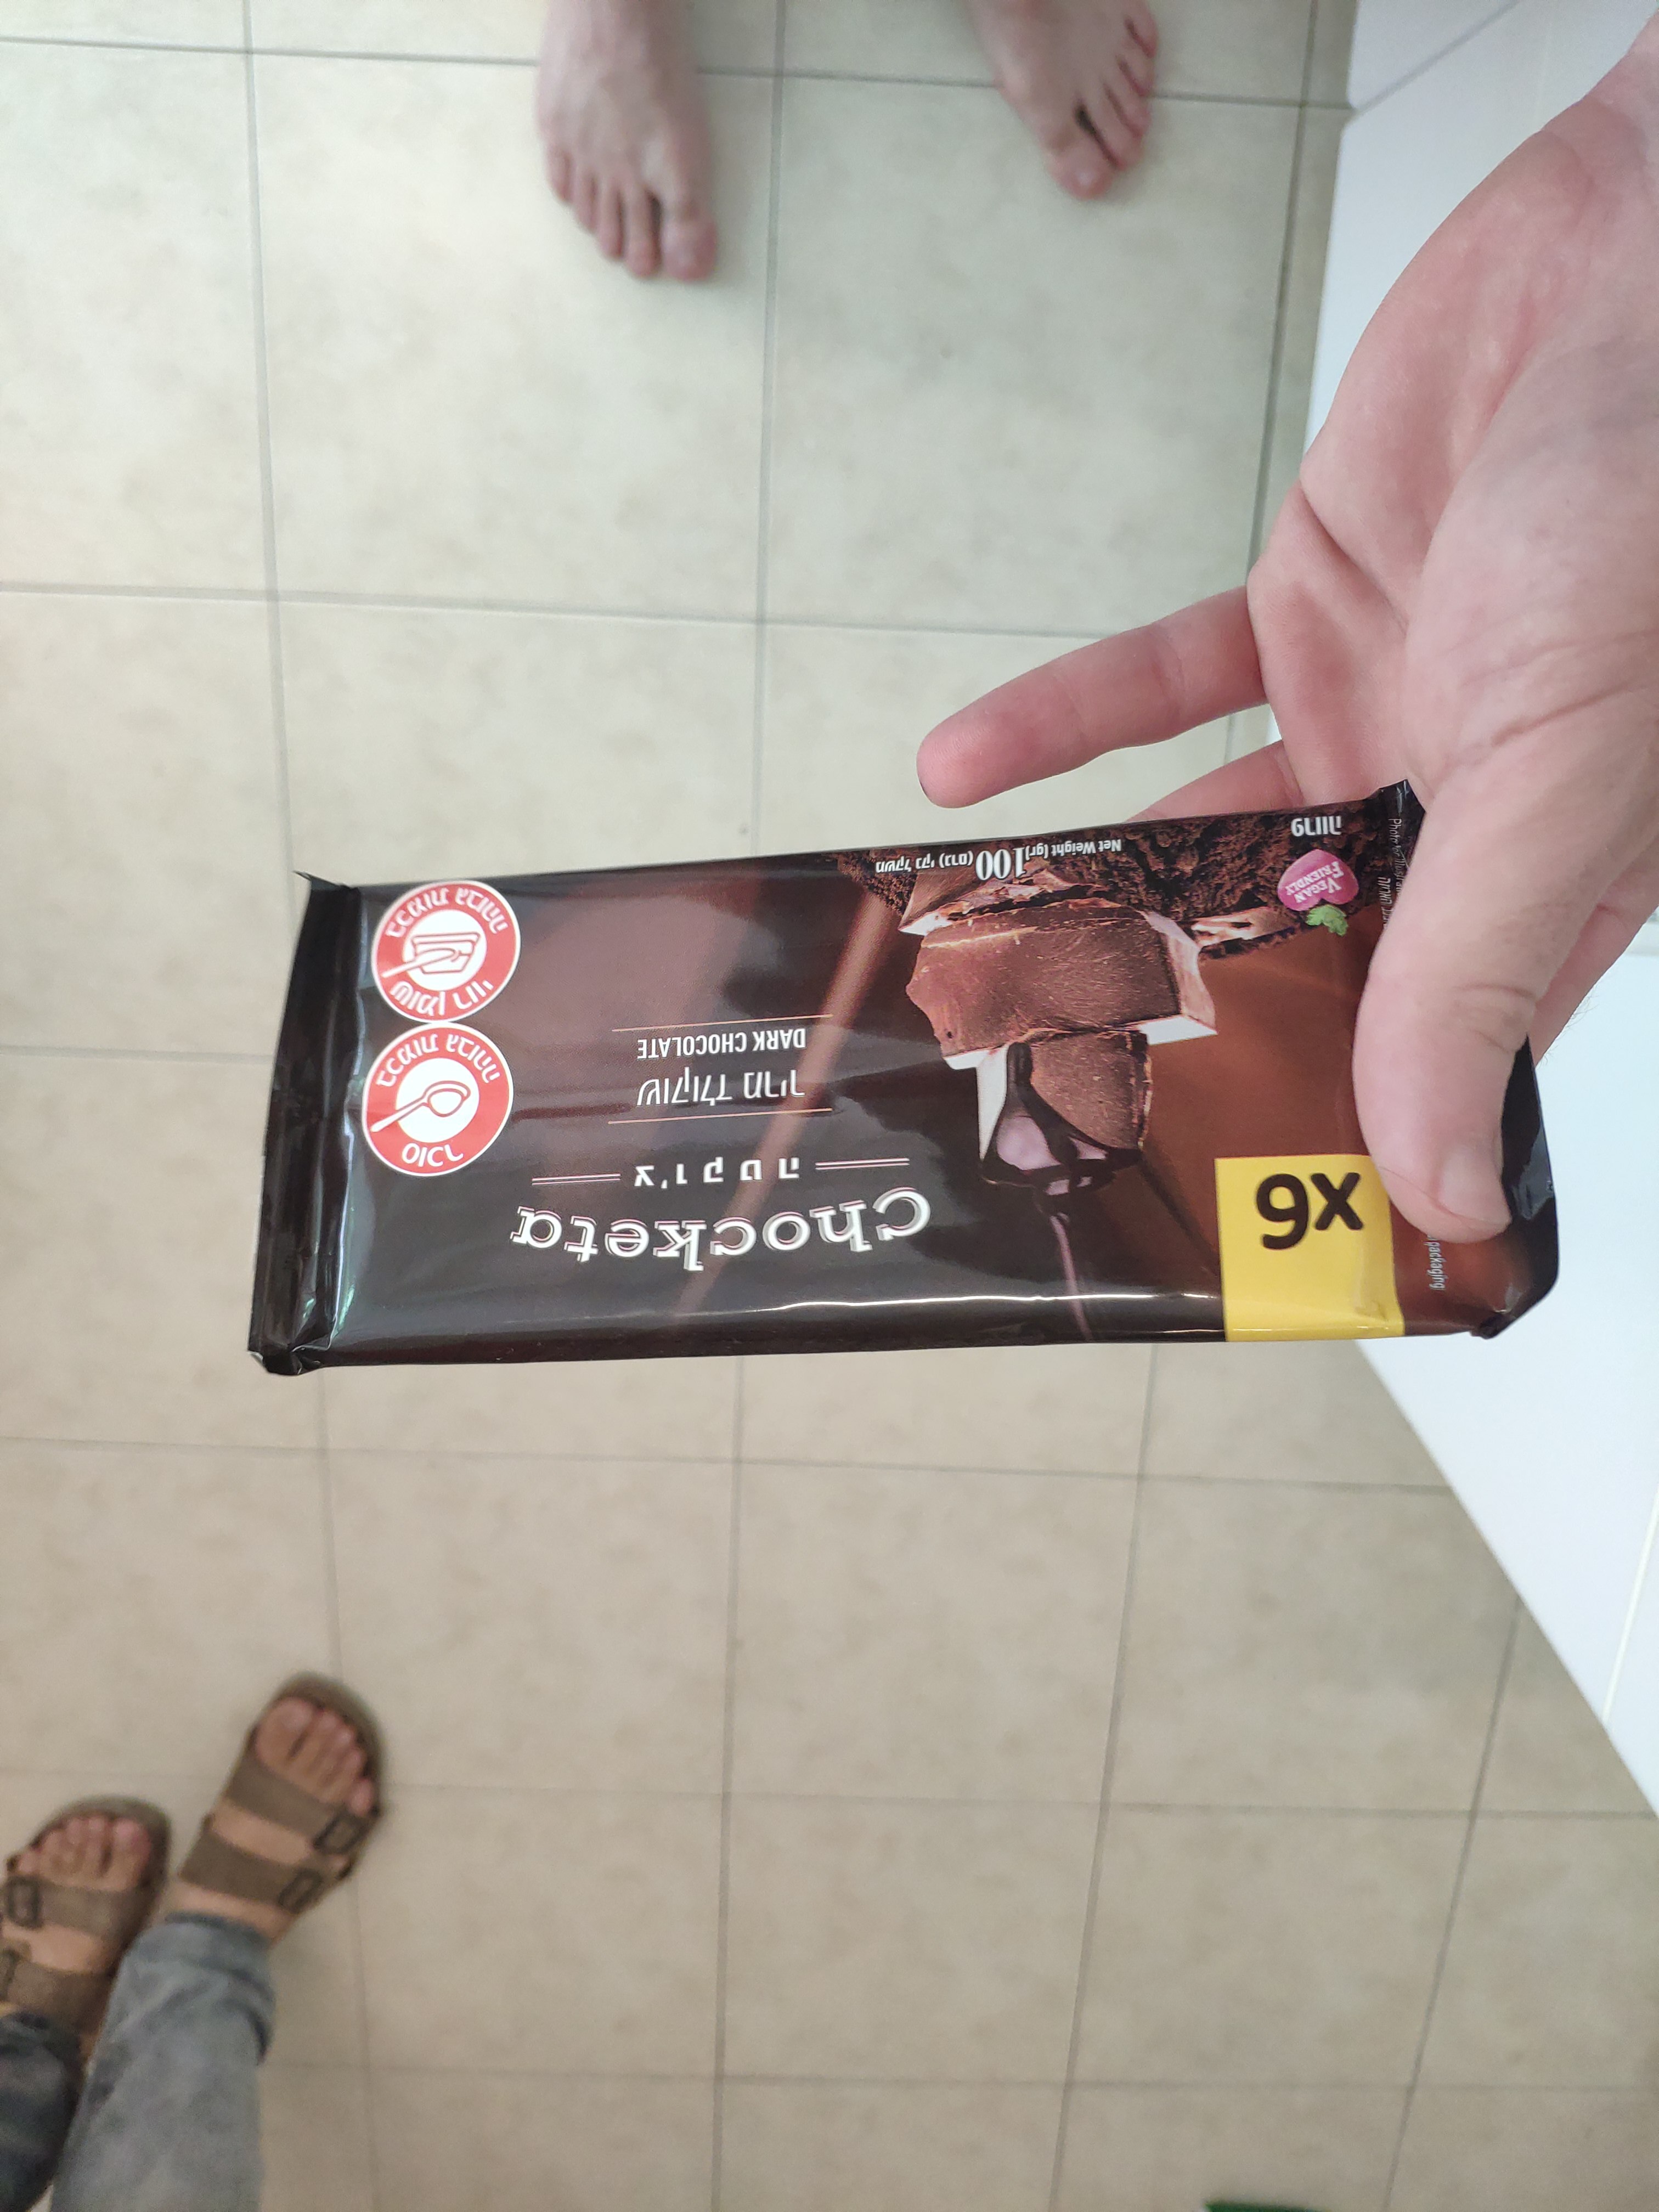 chocketa
צ'וקטה
שוקולד מריר
DARK CHOCOLATE
סוכר
בכמות גבוהה
שומן רווי
בכמות גבוהה
x6
packaging
VEGAN
FRIENDLY
פרווה
Net Weight (gr) 100 משקל נקי (גרם)